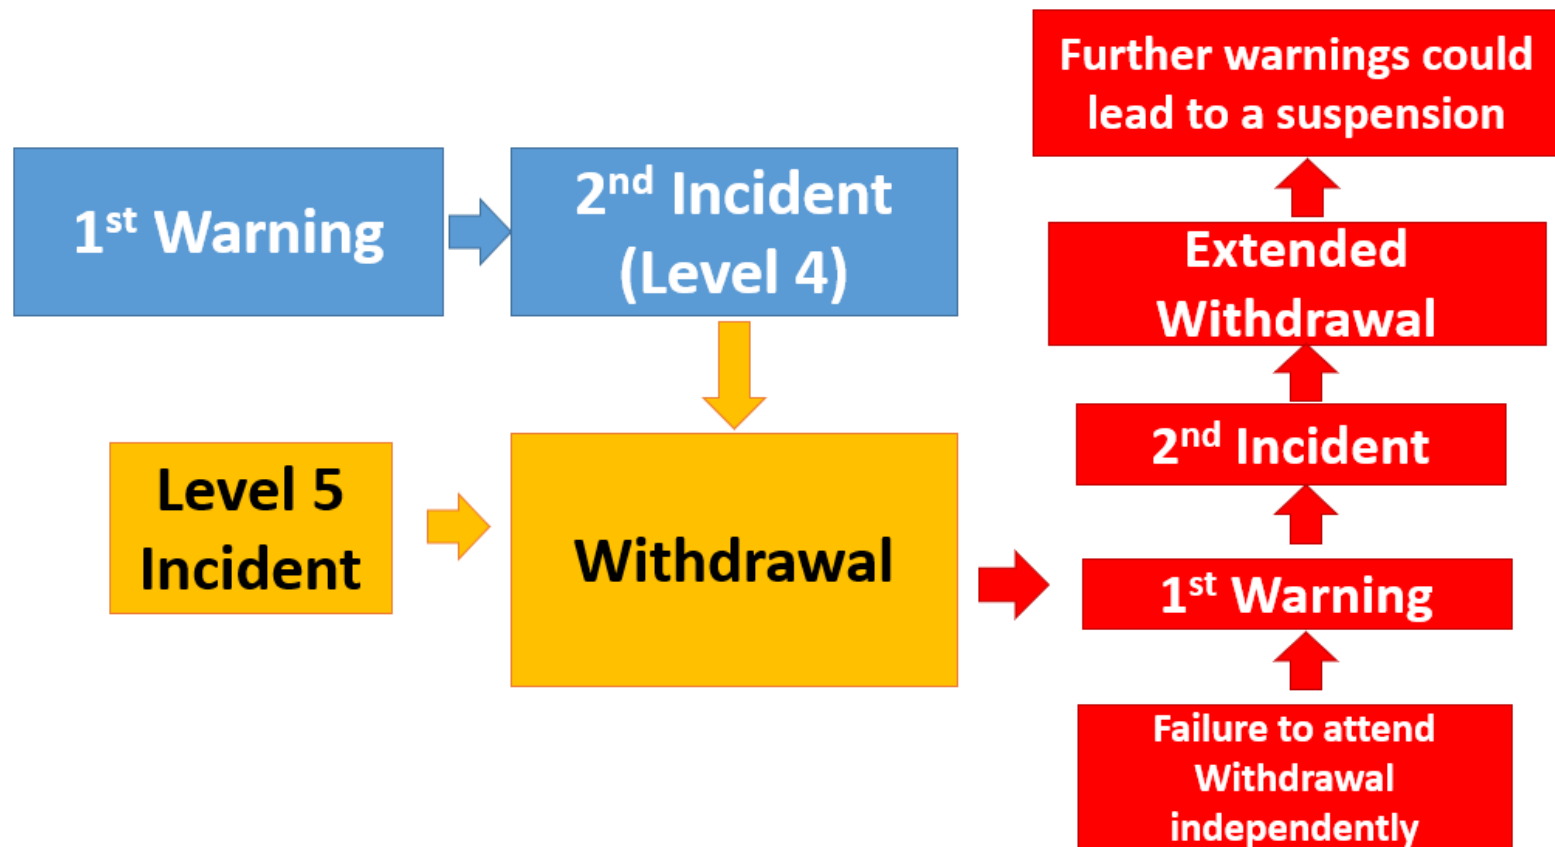 1st Warning
2nd Incident
(Level 4)
Level 5
Incident
Withdrawal
Further warnings could
lead to a suspension
Extended
Withdrawal
2nd Incident
1st Warning
Failure to attend
Withdrawal
independently